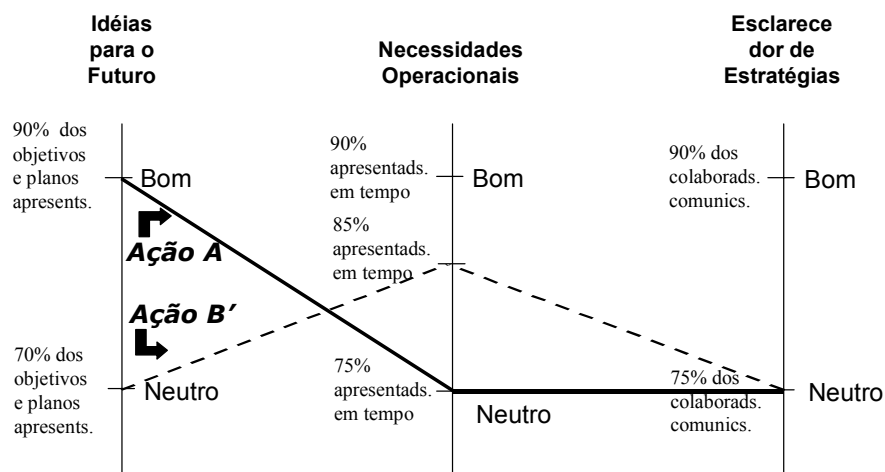 Idéias
para o
Futuro
Necessidades
Operacionais
Esclarece
dor de
Estratégias
90% dos
objetivos
e planos
apresents.
Bom
90%
apresentads.
em tempo
Bom
90% dos
colaborads.
comunics.
Bom
Ação A
85%
apresentads.
em tempo
Ação B’
70% dos
objetivos
e planos
apresents.
Neutro
75%
apresentads.
em tempo
Neutro
75% dos
colaborads.
comunics.
Neutro